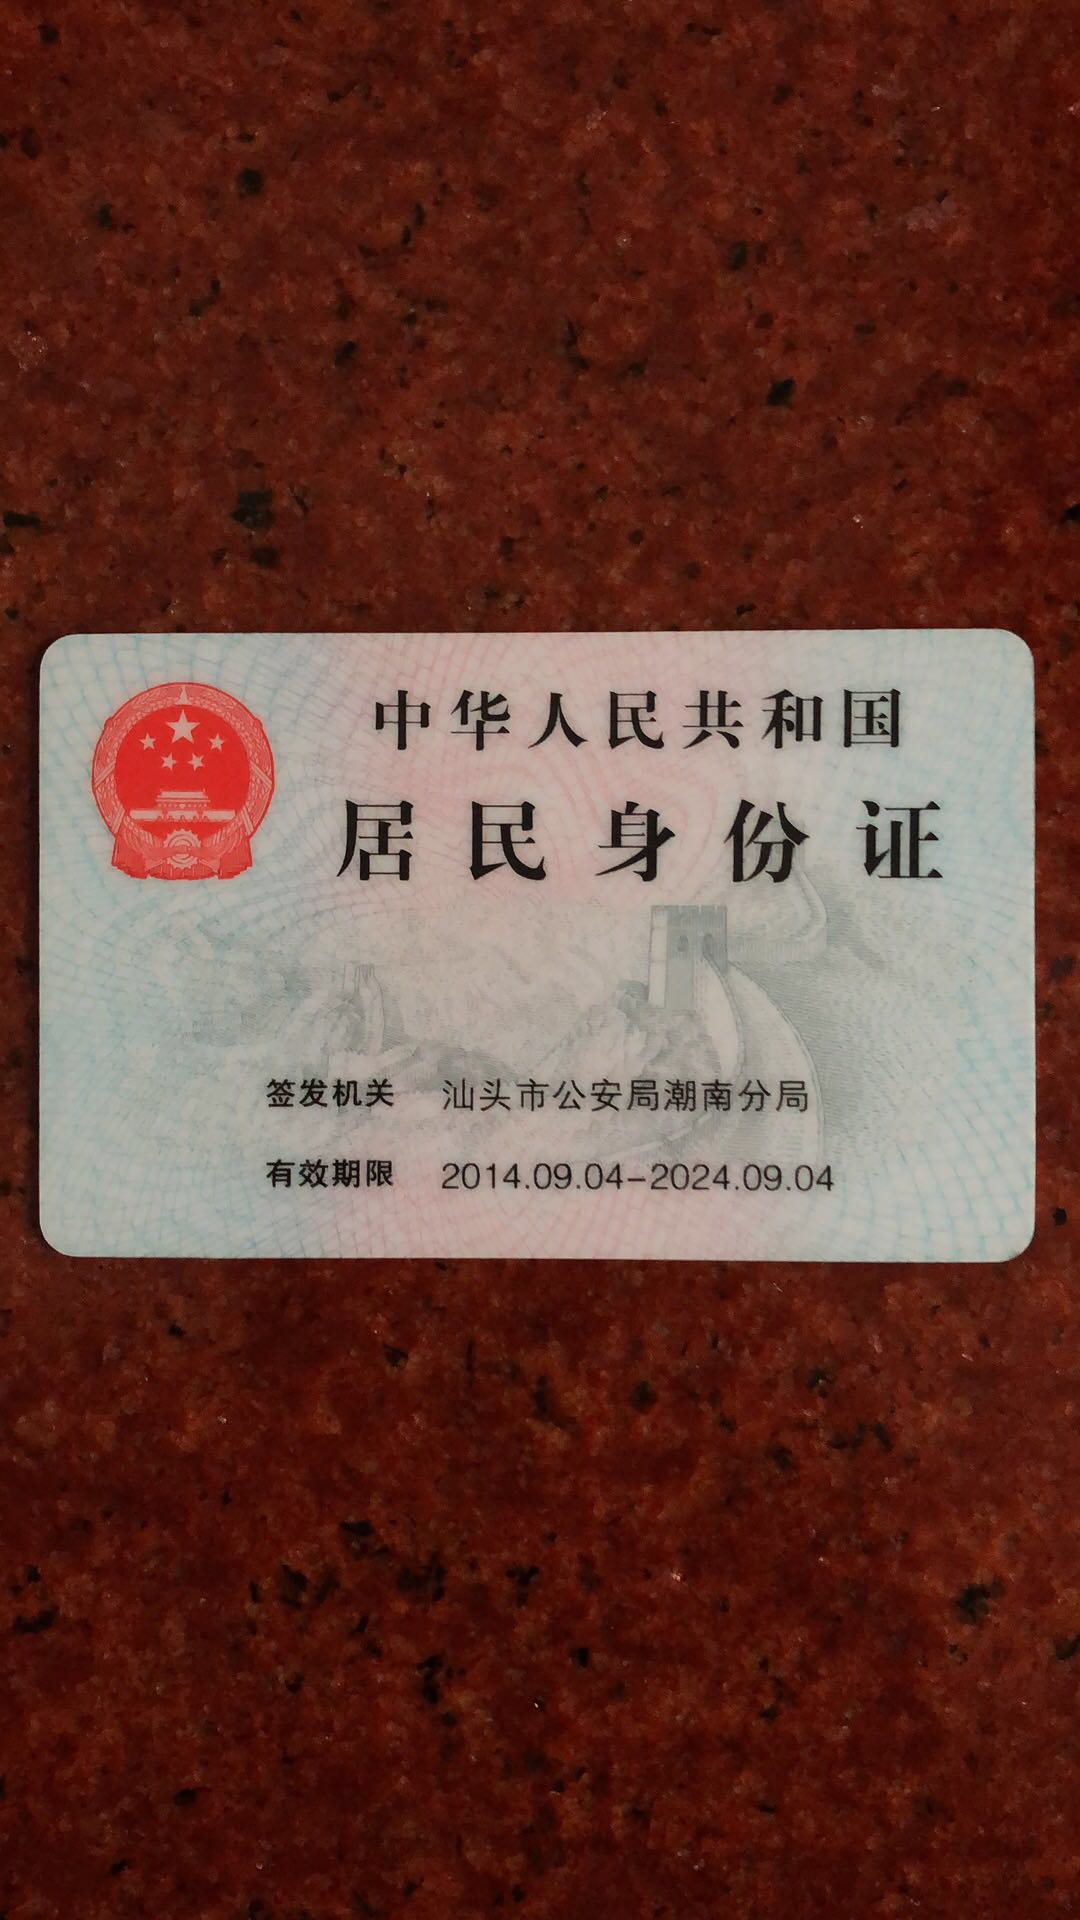 中华人民共和国
居民身份证
签发机关 汕头市公安局潮南分局
有效期限 2014.09.04-2024.09.04